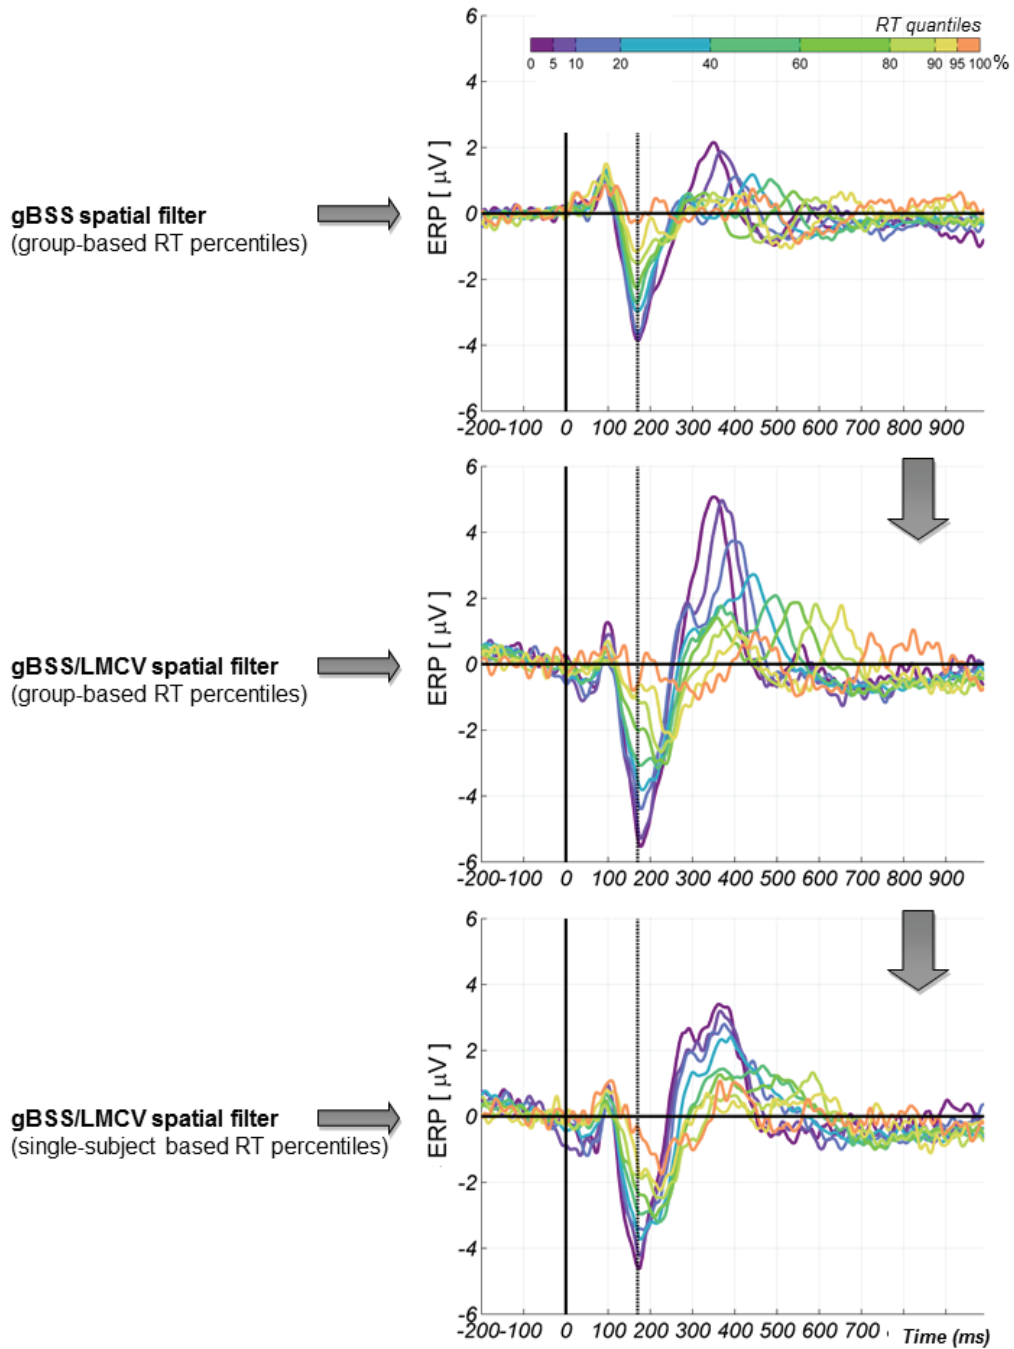 RT quantiles
0 5 10 20 40 60 80 90 95 100 %
6
4
2
0
-2
-4
-6
ERP [ μV ]
gBSS spatial filter
(group-based RT percentiles)
-200 -100 0 100 200 300 400 500 600 700 800 900
6
4
2
0
-2
-4
-6
ERP [ μV ]
gBSS/LMCV spatial filter
(group-based RT percentiles)
-200 -100 0 100 200 300 400 500 600 700 800 900
6
4
2
0
-2
-4
-6
ERP [ μV ]
gBSS/LMCV spatial filter
(single-subject based RT percentiles)
-200 -100 0 100 200 300 400 500 600 700 Time (ms)